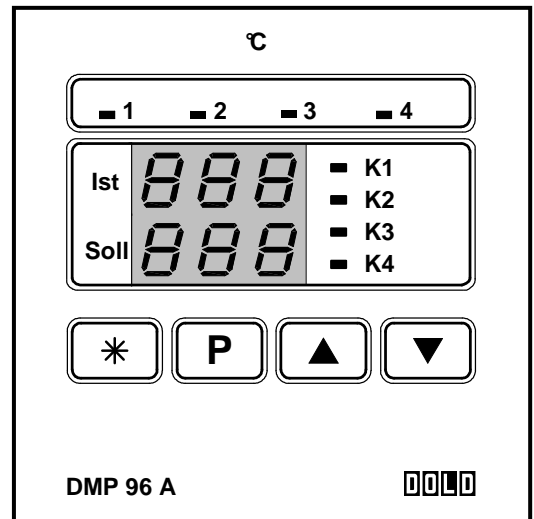 °C
1 2 3 4
Ist 888 K1
K2
K3
Soll 888 K4
* P ▲ ▼
DMP 96 A DOLD